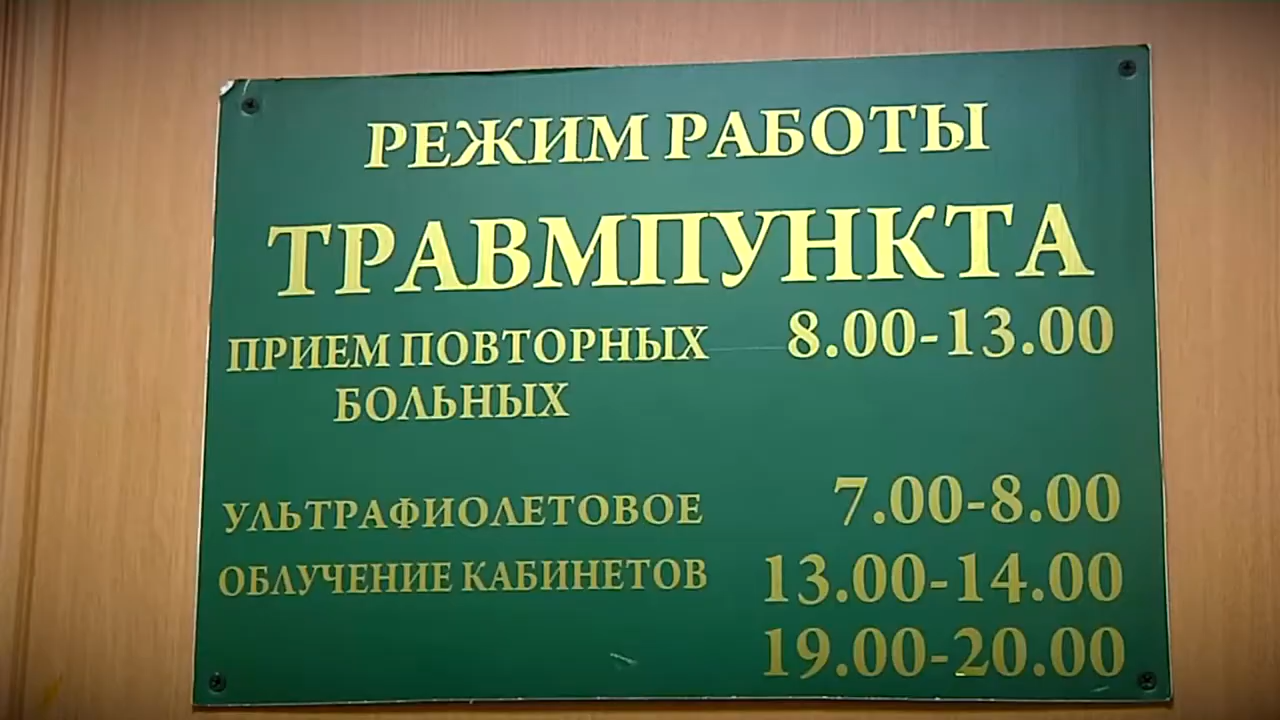 РЕЖИМ РАБОТЫ
ТРАВМПУНКТА
ПРИЕМ ПОВТОРНЫХ 8.00-13.00
БОЛЬНЫХ
УЛЬТРАФИОЛЕТОВОЕ 7.00-8.00
ОБЛУЧЕНИЕ КАБИНЕТОВ 13.00-14.00
19.00-20.00